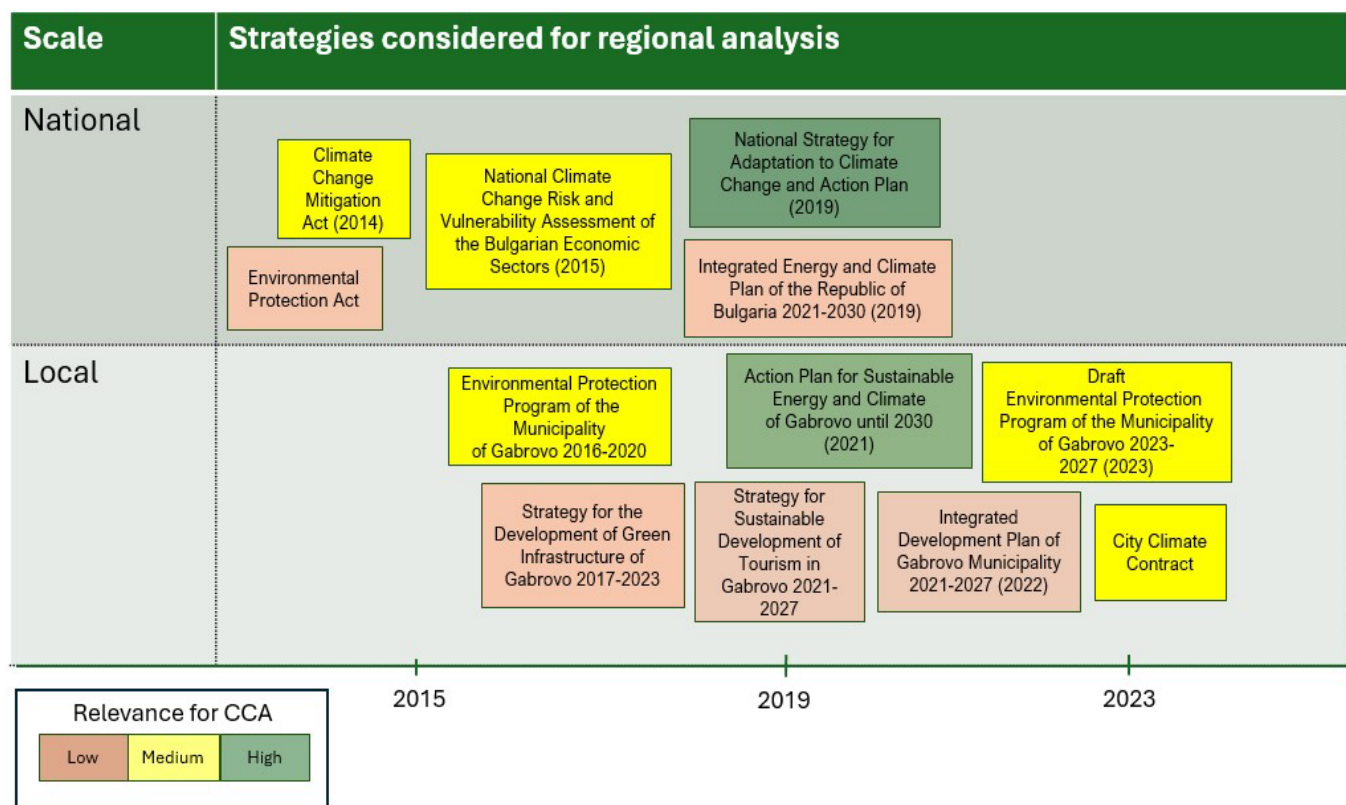 Scale
Strategies considered for regional analysis
National
Climate
Change
Mitigation
Act (2014)
National Climate
Change Risk and
Vulnerability Assessment of
the Bulgarian Economic
Sectors (2015)
National Strategy for
Adaptation to Climate
Change and Action Plan
(2019)
Environmental
Protection Act
Integrated Energy and Climate
Plan of the Republic of
Bulgaria 2021-2030 (2019)
Local
Environmental Protection
Program of the
Municipality
of Gabrovo 2016-2020
Action Plan for Sustainable
Energy and Climate
of Gabrovo until 2030
(2021)
Draft
Environmental Protection
Program of the Municipality
of Gabrovo 2023-
2027 (2023)
Strategy for the
Development of Green
Infrastructure of
Gabrovo 2017-2023
Strategy for
Sustainable
Development of
Tourism in
Gabrovo 2021-
2027
Integrated
Development Plan of
Gabrovo Municipality
2021-2027 (2022)
City Climate
Contract
2015
2019
2023
Relevance for CCA
Low
Medium
High